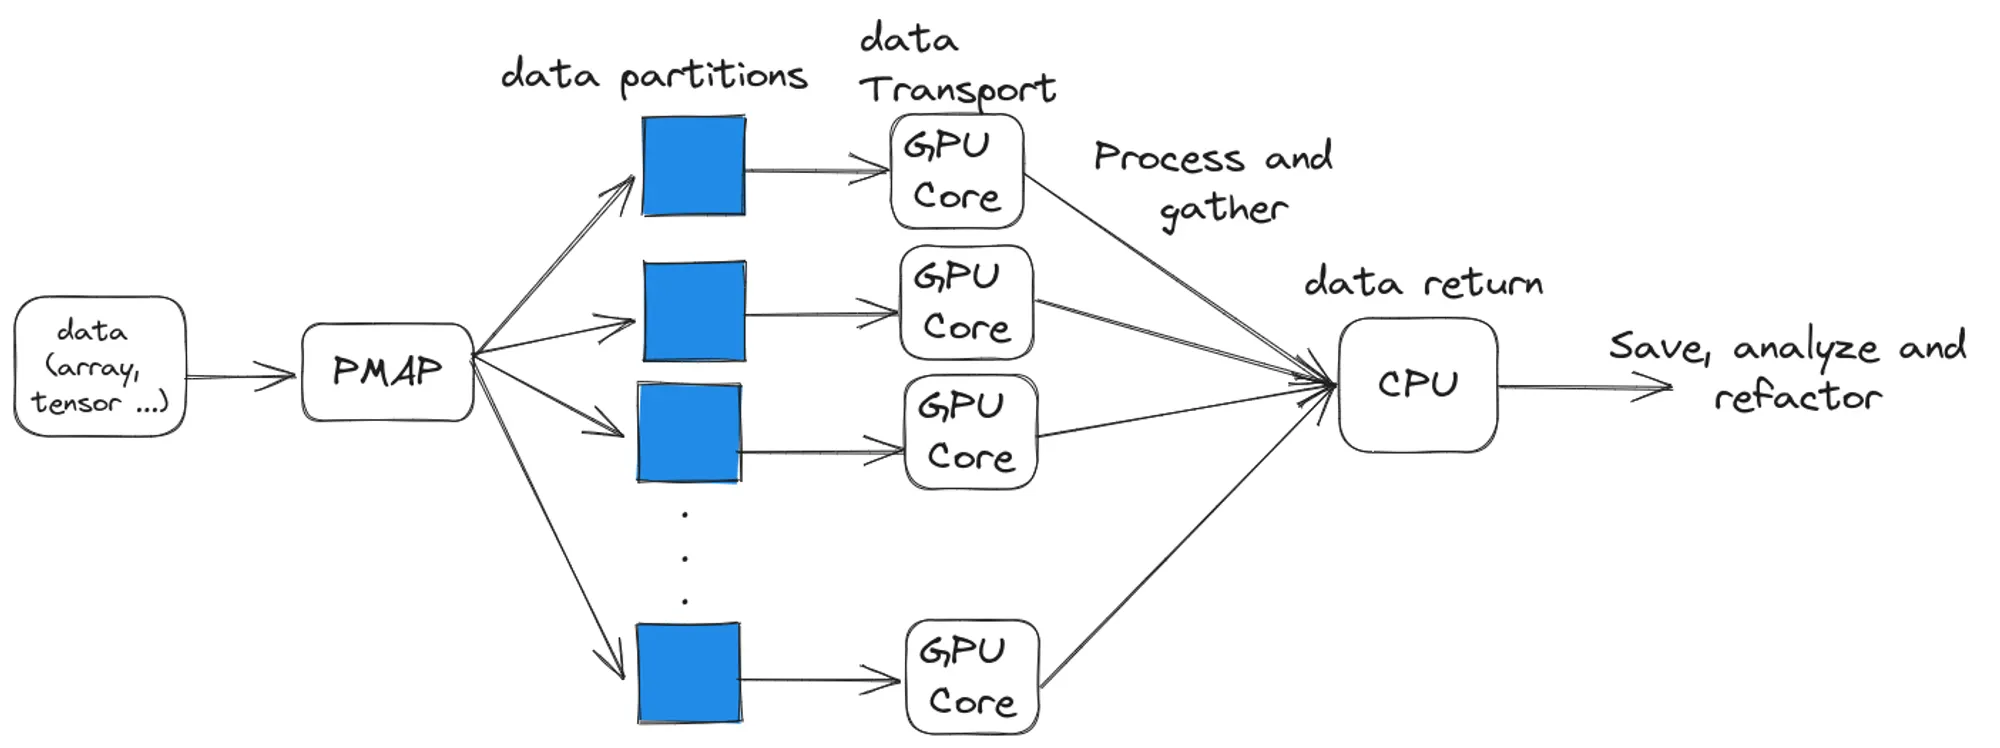 data
(array,
tensor ...)
PMAP
data partitions
data
Transport
GPU
Core
GPU
Core
GPU
Core
GPU
Core
Process and
gather
data return
CPU
Save, analyze and
refactor